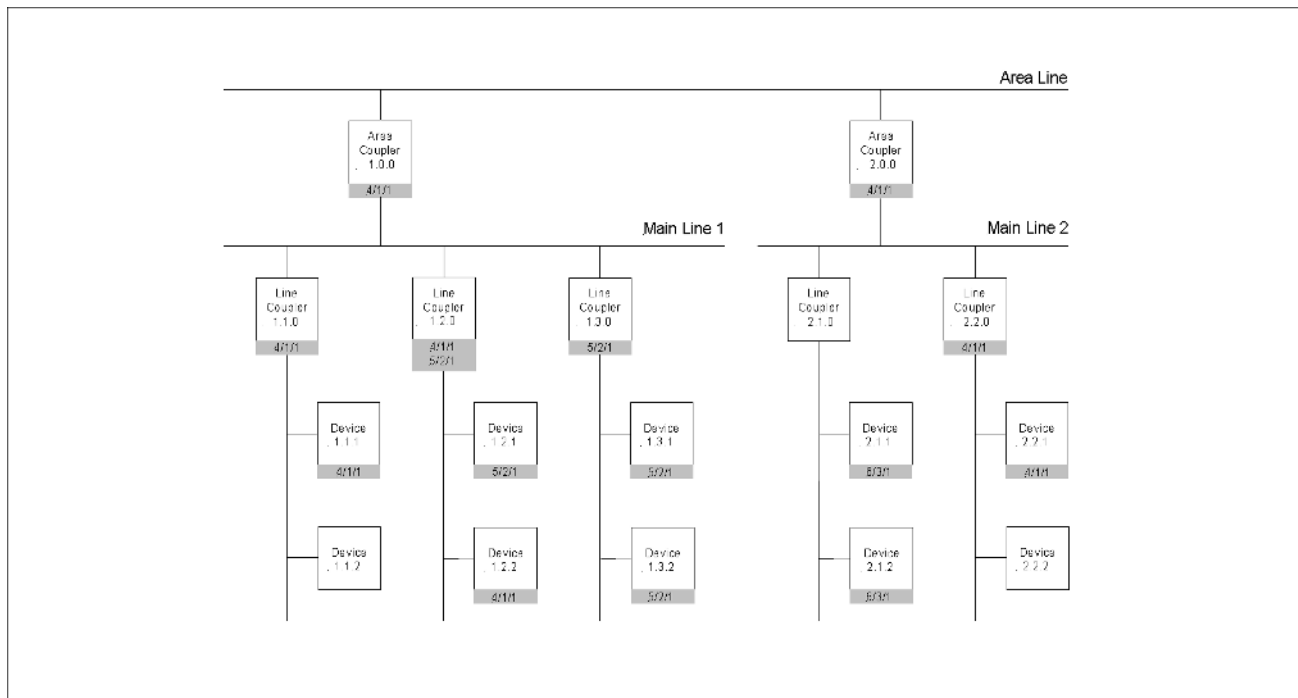 Area Line
Area
Coupler
1.0.0
4/1/1
Area
Coupler
2.0.0
4/1/1
Main Line 1
Main Line 2
Line
Coupler
1.1.0
4/1/1
Line
Coupler
1.2.0
4/1/1
5/2/1
Line
Coupler
1.3.0
5/2/1
Line
Coupler
2.1.0
Line
Coupler
2.2.0
4/1/1
Device
1.1.1
4/1/1
Device
1.2.1
5/2/1
Device
1.3.1
5/2/1
Device
2.1.1
6/3/1
Device
2.2.1
4/1/1
Device
1.1.2
Device
1.2.2
4/1/1
Device
1.3.2
5/2/1
Device
2.1.2
6/3/1
Device
2.2.2